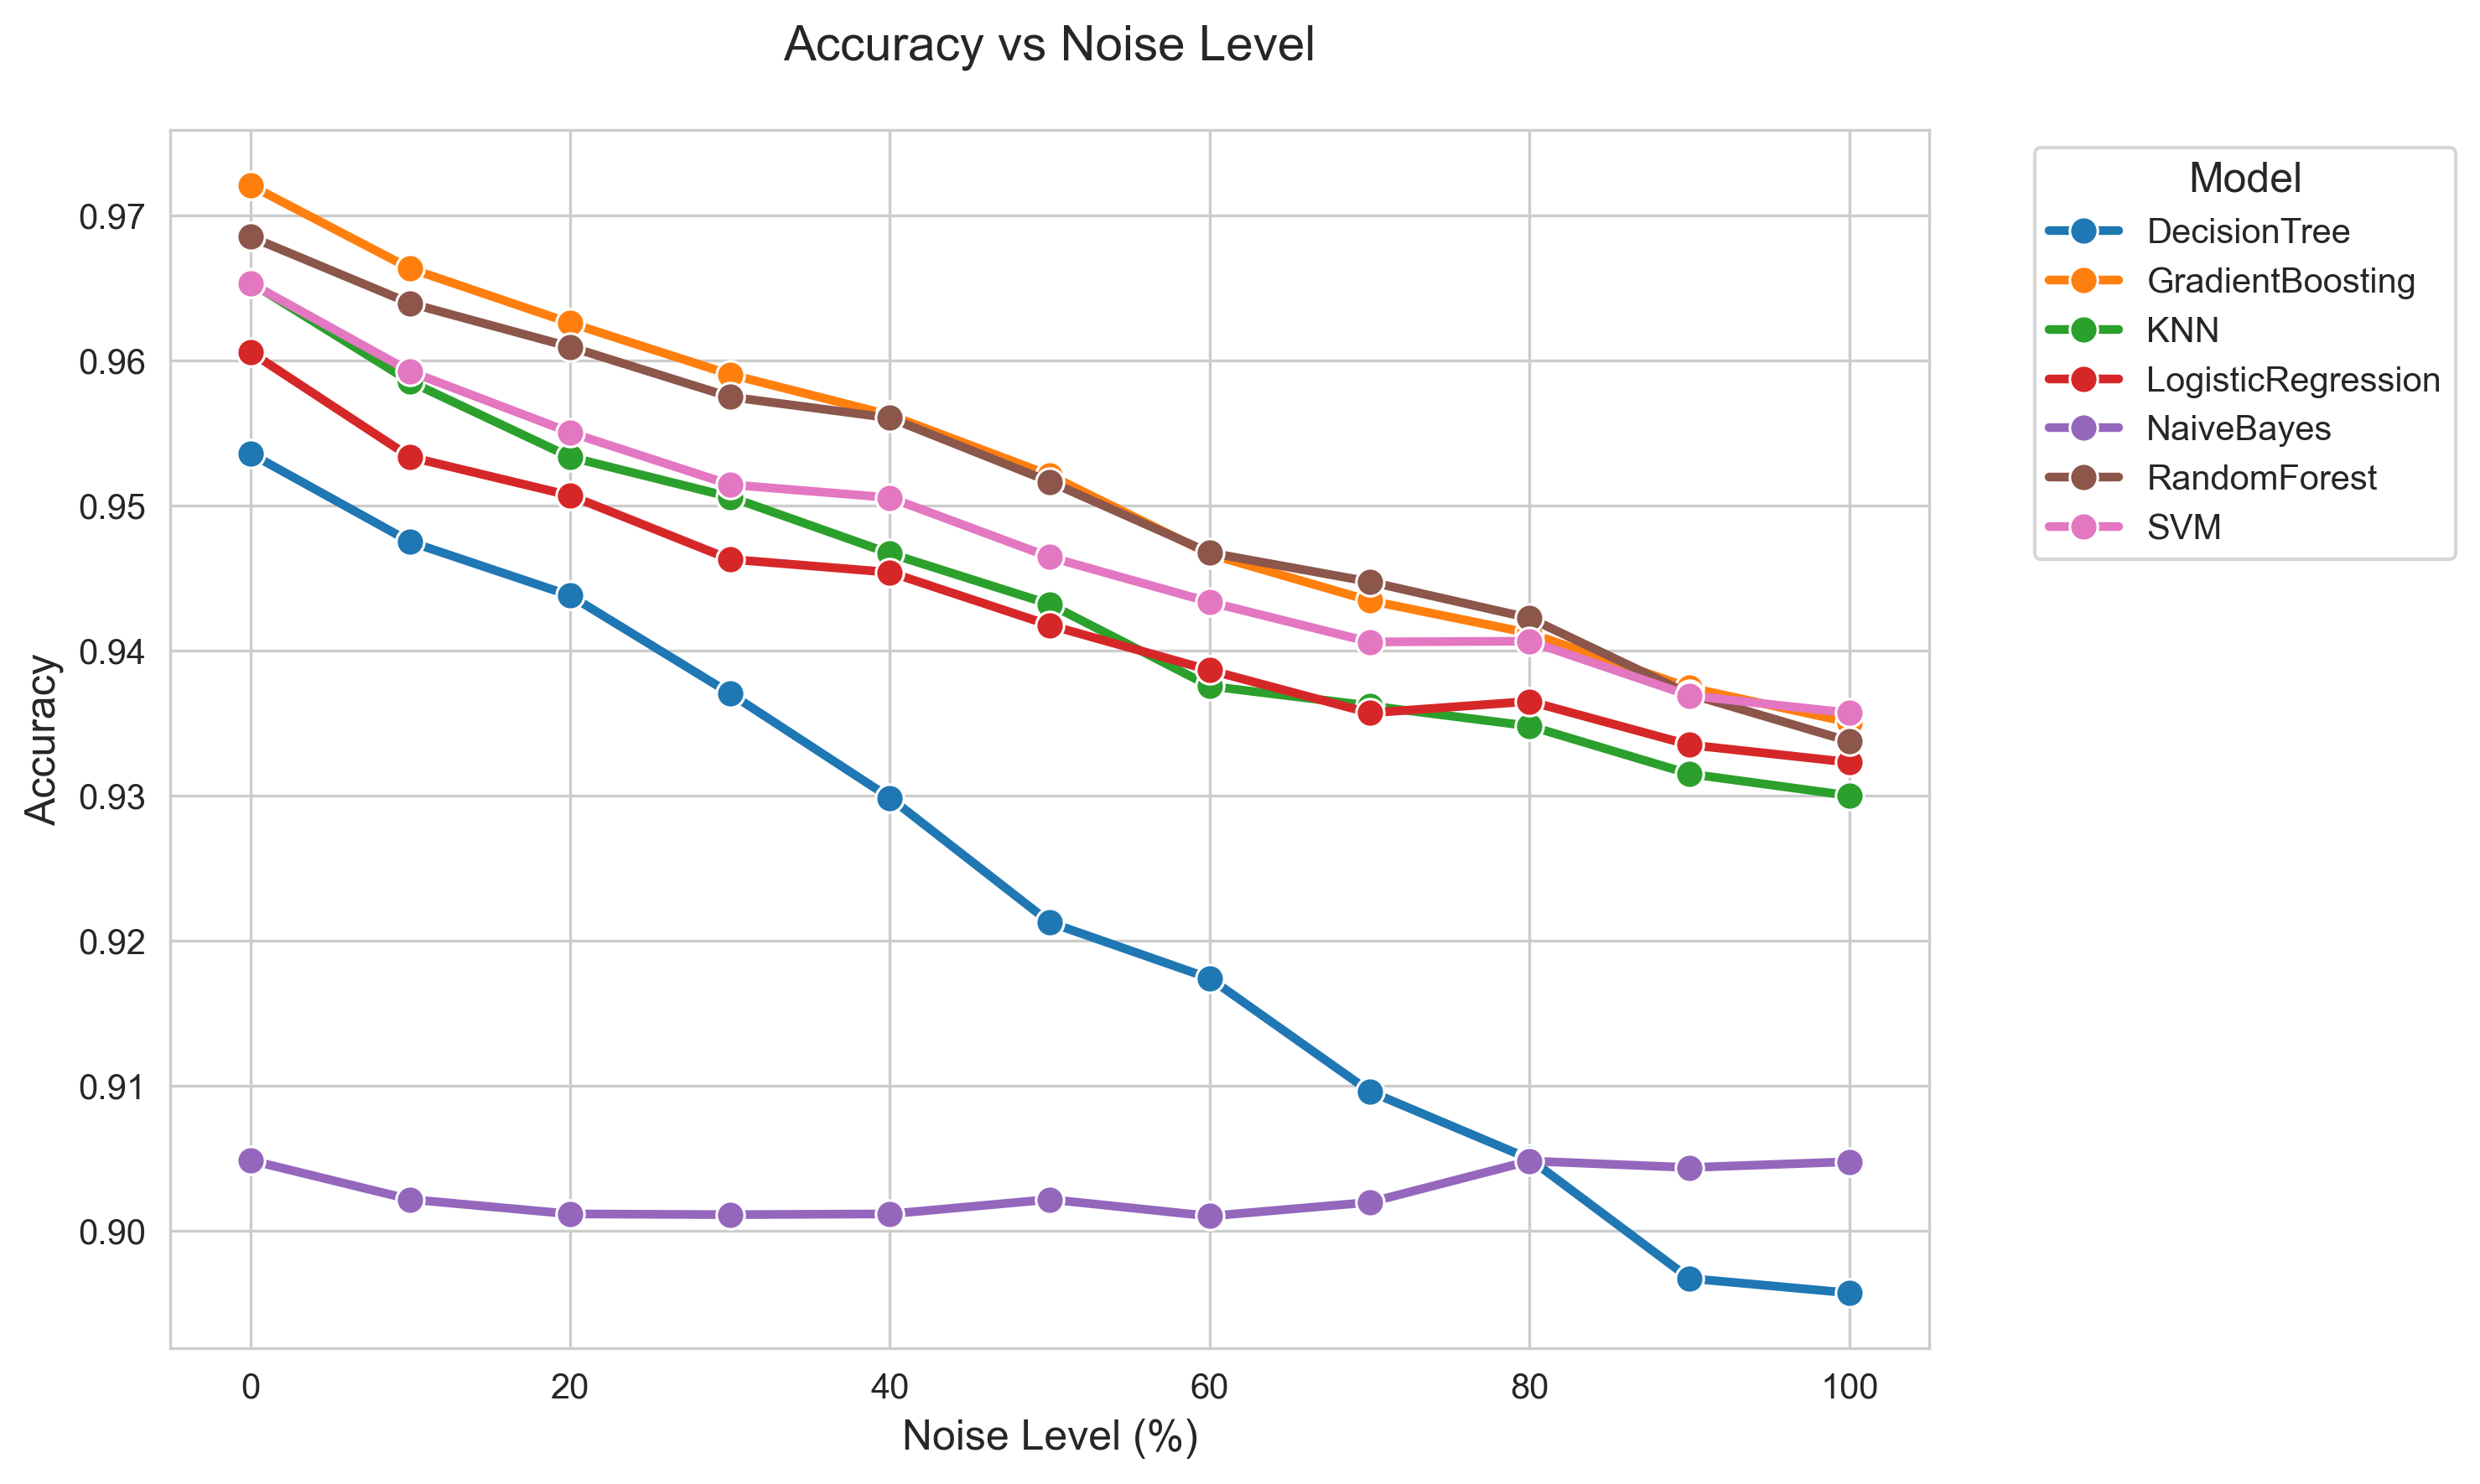 Accuracy vs Noise Level
Model
DecisionTree
GradientBoosting
KNN
LogisticRegression
NaiveBayes
RandomForest
SVM
Accuracy
0.97
0.96
0.95
0.94
0.93
0.92
0.91
0.90
0 20 40 60 80 100
Noise Level (%)